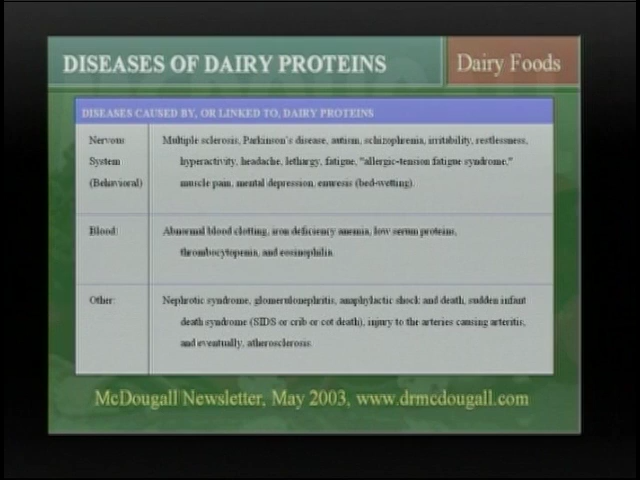 DISEASES OF DAIRY PROTEINS
Dairy Foods
DISEASES CAUSED BY, OR LINKED TO, DAIRY PROTEINS
Nervous
System
(Behavioral)
Multiple sclerosis, Parkinson's disease, autism, schizophrenia, irritability, restlessness,
hyperactivity, headache, lethargy, fatigue, "allergic-tension fatigue syndrome,"
muscle pain, mental depression, enuresis (bed-wetting).
Blood:
Abnormal blood clotting, iron deficiency anemia, low serum proteins,
thrombocytopenia, and eosinophilia.
Other:
Nephrotic syndrome, glomerulonephritis, anaphylactic shock and death, sudden infant
death syndrome (SIDS or crib or cot death), injury to the arteries causing arteritis,
and eventually, atherosclerosis.
McDougall Newsletter, May 2003, www.drmcdougall.com